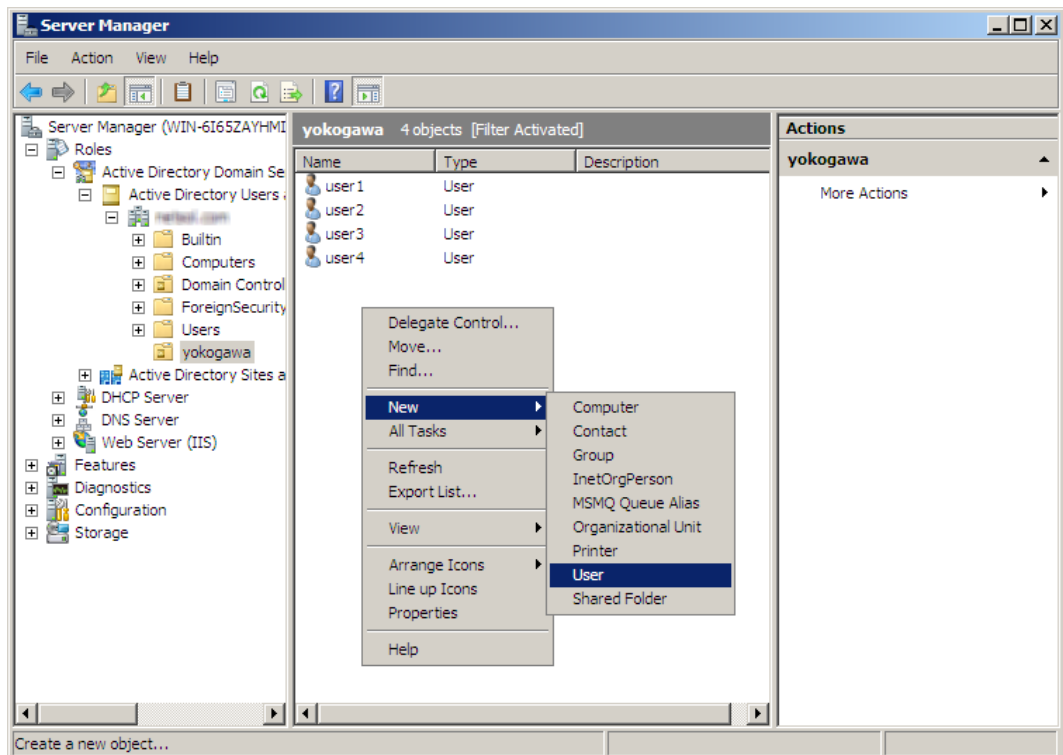 Server Manager
File Action View Help
Server Manager (WIN-6I65ZAYHMI
Roles
Active Directory Domain Se
Active Directory Users
Builtin
Computers
Domain Control
ForeignSecurity
Users
yokogawa
Active Directory Sites a
DHCP Server
DNS Server
Web Server (IIS)
Features
Diagnostics
Configuration
Storage
yokogawa 4 objects [Filter Activated]
Name Type Description
user1 User
user2 User
user3 User
user4 User
Delegate Control...
Move...
Find...
New
All Tasks
Refresh
Export List...
View
Arrange Icons
Line up Icons
Properties
Help
Computer
Contact
Group
InetOrgPerson
MSMQ Queue Alias
Organizational Unit
Printer
User
Shared Folder
Actions
yokogawa
More Actions
Create a new object...